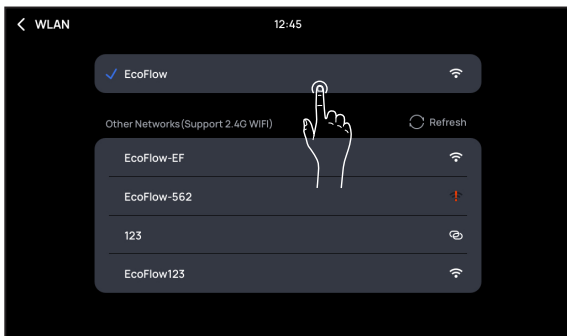 WLAN 12:45
EcoFlow
Other Networks(Support 2.4G WIFI) Refresh
EcoFlow-EF
EcoFlow-562
123
EcoFlow123